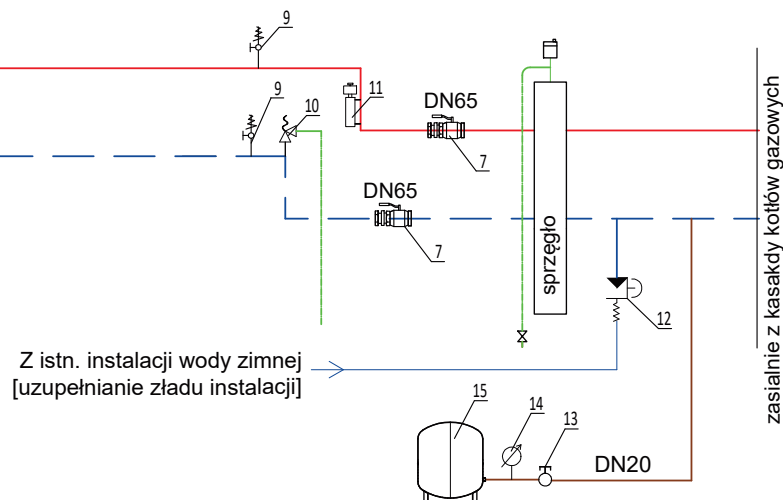 9
9
10
11
DN65
7
DN65
7
sprzęgło
12
zasialnie z kasakdy kotłów gazowych
Z istn. instalacji wody zimnej
[uzupełnianie zładu instalacji]
15
14
13
DN20